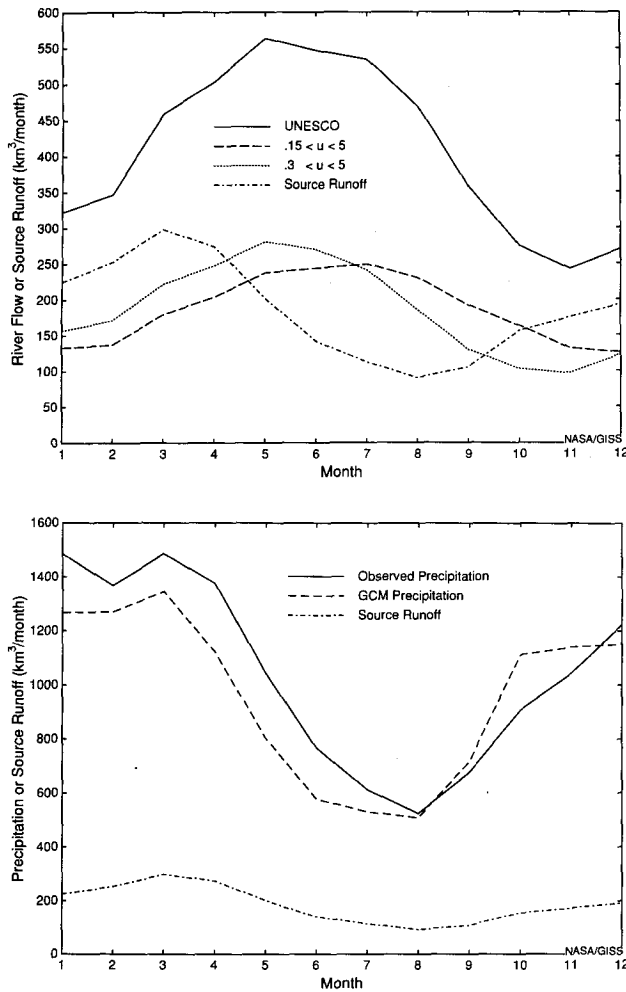 600
550
500
450
400
350
300
250
200
150
100
50
0
River Flow or Source Runoff (km³/month)
UNESCO
.15 < u < 5
.3 < u < 5
Source Runoff
NASA/GISS
1 2 3 4 5 6 7 8 9 10 11 12
Month
1600
1400
1200
1000
800
600
400
200
0
Precipitation or Source Runoff (km³/month)
Observed Precipitation
GCM Precipitation
Source Runoff
NASA/GISS
1 2 3 4 5 6 7 8 9 10 11 12
Month